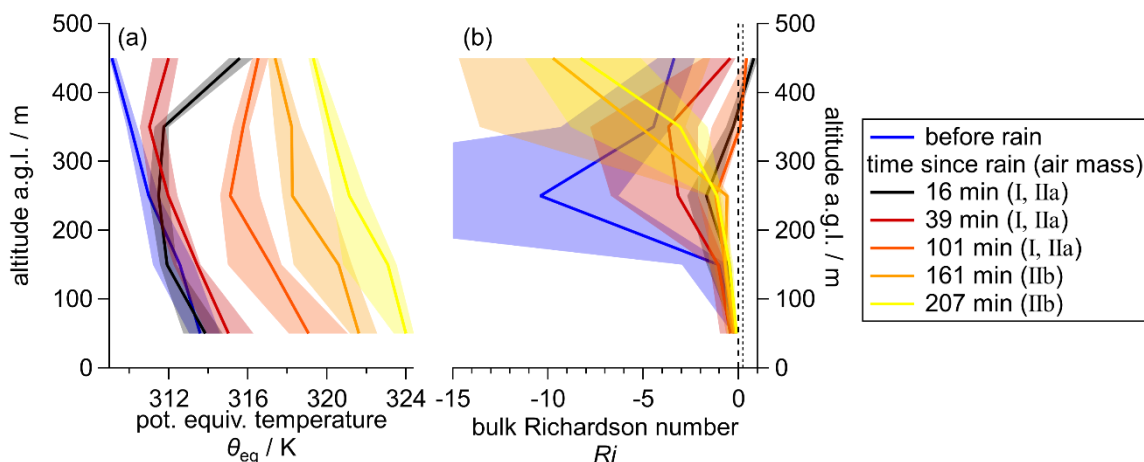 (a)
500
400
300
200
100
0
altitude a.g.l. / m
312
316
320
324
pot. equiv. temperature
θeq / K
(b)
500
400
300
200
100
0
altitude a.g.l. / m
-15
-10
-5
0
bulk Richardson number
Ri
before rain
time since rain (air mass)
16 min (I, IIa)
39 min (I, IIa)
101 min (I, IIa)
161 min (IIb)
207 min (IIb)